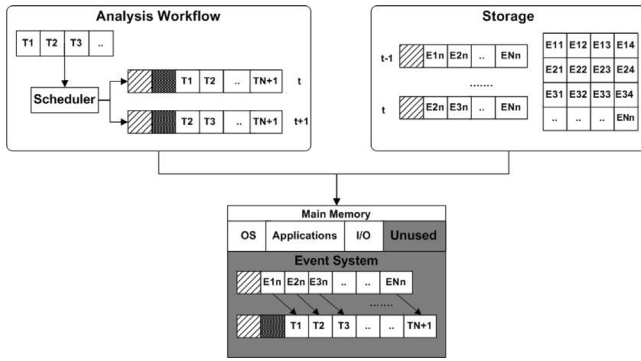 Analysis Workflow
T1 T2 T3 ..
Scheduler
T1 T2 .. TN+1 t
T2 T3 .. TN+1 t+1
Storage
t-1 E1n E2n .. ENn
.......
t E2n E3n .. ENn
E11 E12 E13 E14
E21 E22 E23 E24
E31 E32 E33 E34
.. .. .. ENn
Main Memory
OS Applications I/O Unused
Event System
E1n E2n E3n .. .. ENn
.......
T1 T2 T3 .. .. TN+1